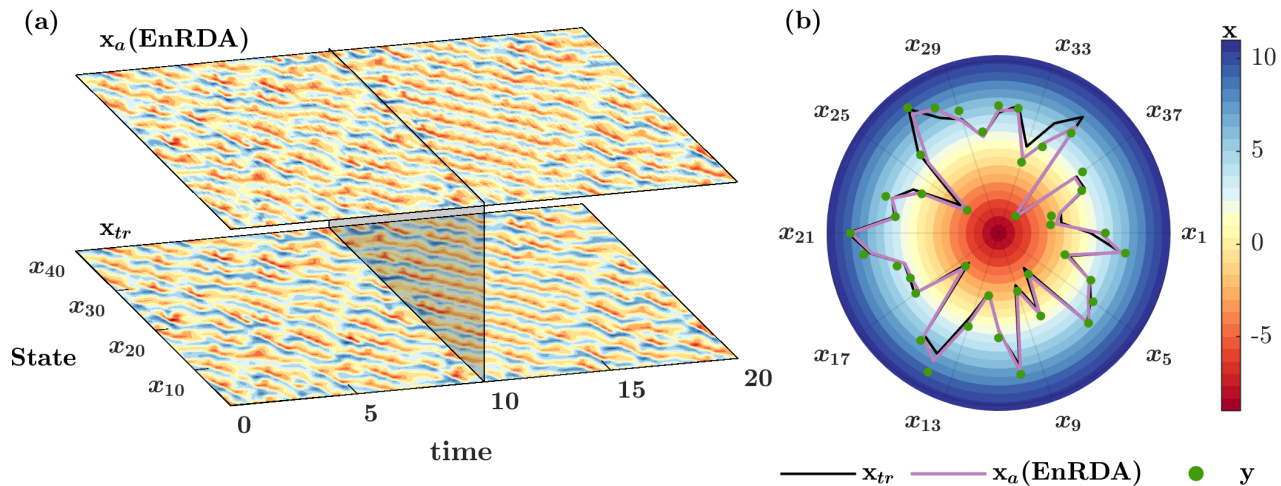 (a)
x_a(EnRDA)
x_tr
x_40
x_30
x_20
x_10
State
0
5
10
15
20
time
(b)
x
x_29
x_33
x_25
x_37
x_21
x_1
x_17
x_5
x_13
x_9
10
5
0
-5
x_tr
x_a(EnRDA)
y